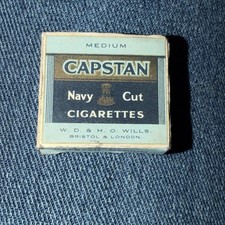 MEDIUM
CAPSTAN
Navy Cut
CIGARETTES
W. D. & H. O. WILLS.
BRISTOL & LONDON.